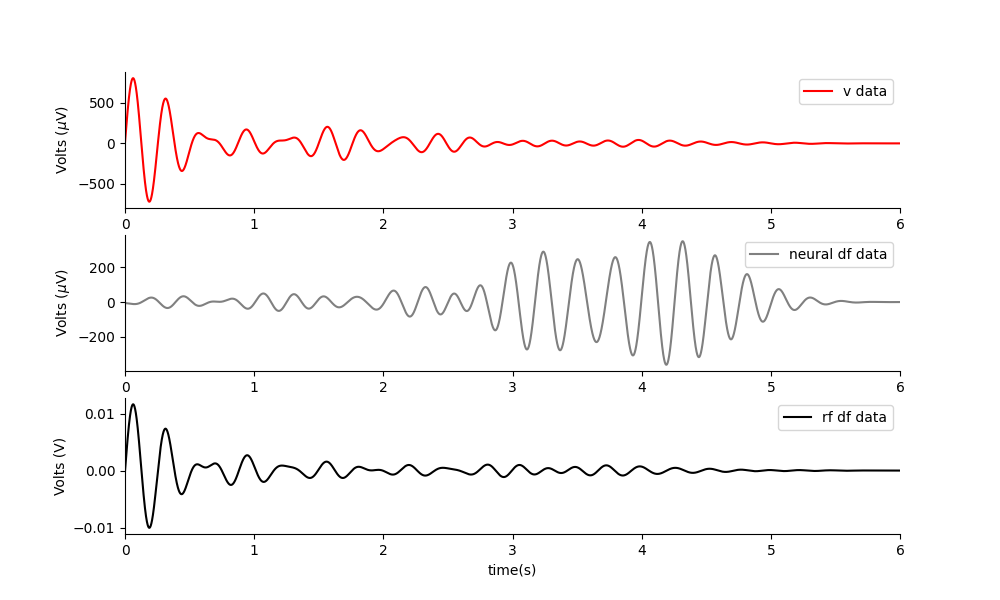 Volts (μV)
500
0
−500
v data
0 1 2 3 4 5 6
Volts (μV)
200
0
−200
neural df data
0 1 2 3 4 5 6
Volts (V)
0.01
0.00
−0.01
rf df data
0 1 2 3 4 5 6
time(s)